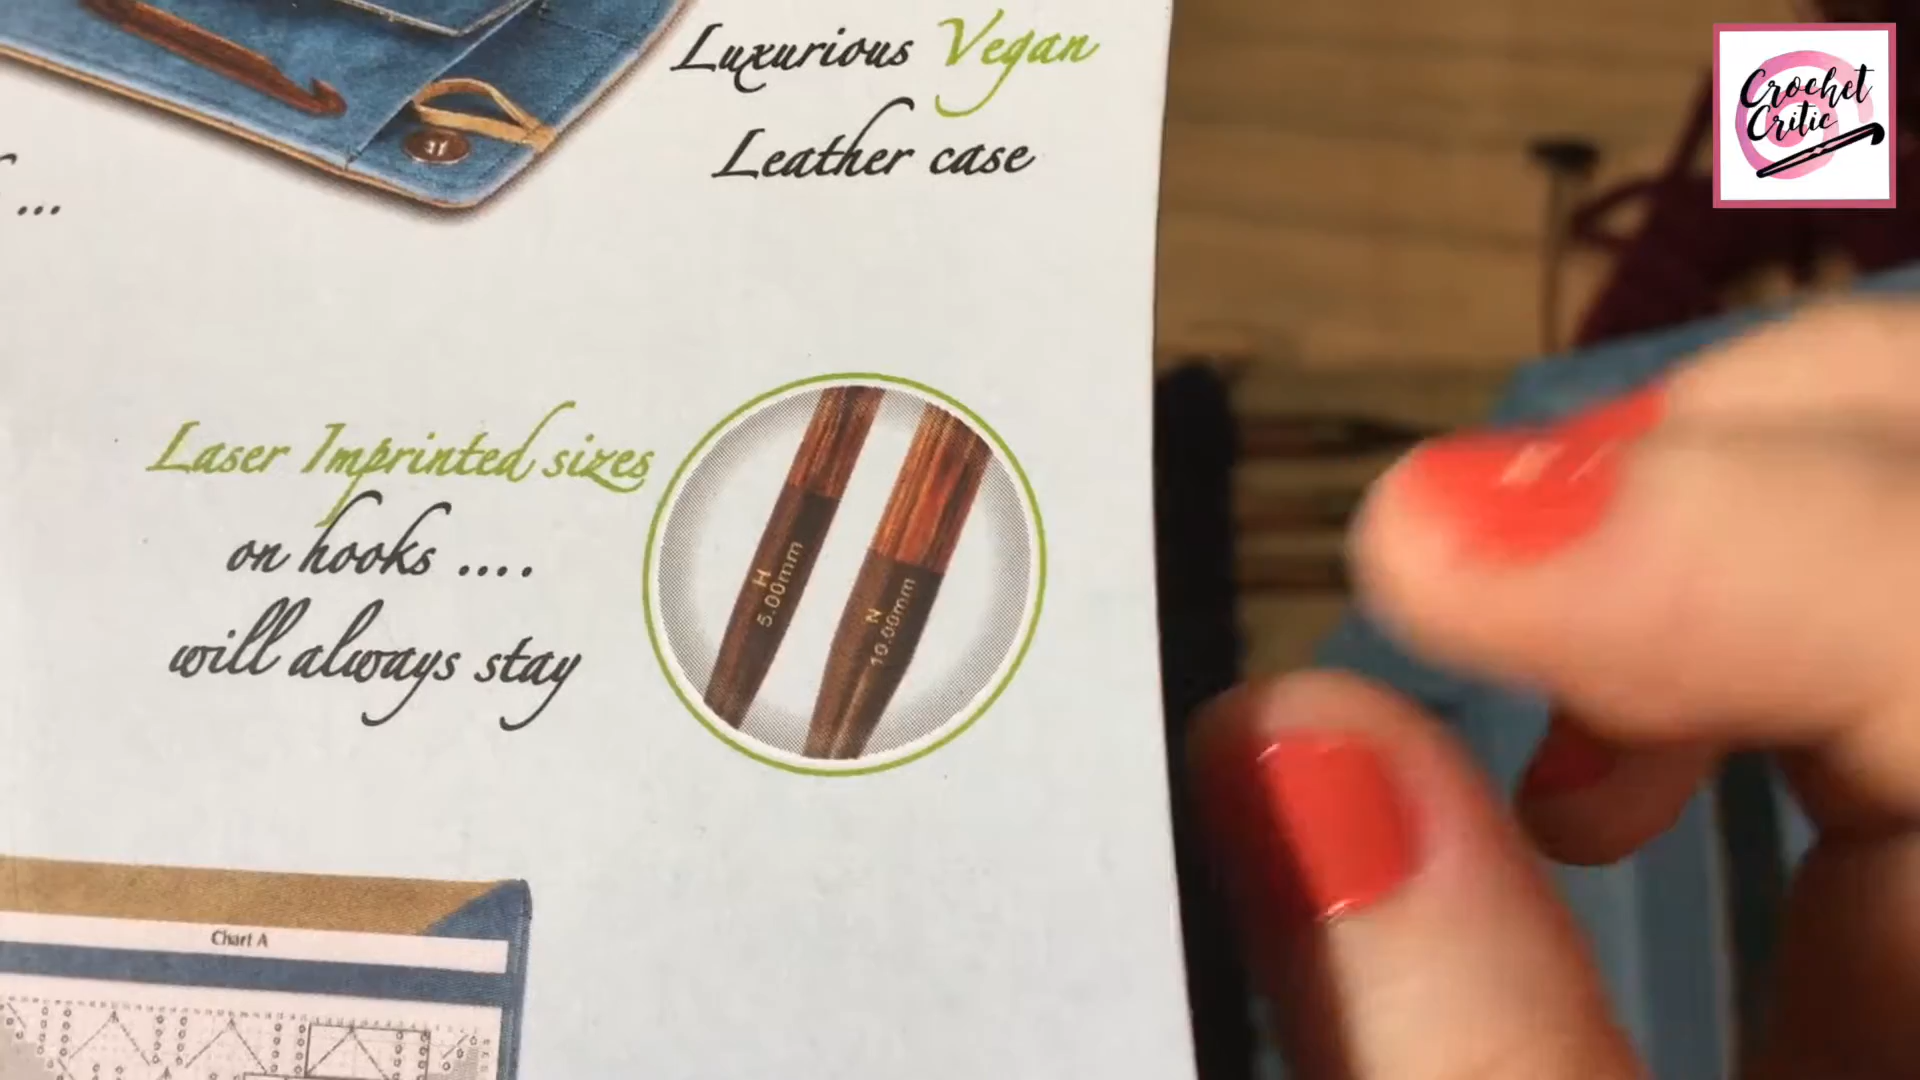 Luxurious Vegan
Leather case
...
Crochet
Critic
Laser Imprinted sizes
on hooks ....
will always stay
H
5.00mm
N
10.00mm
Chart A